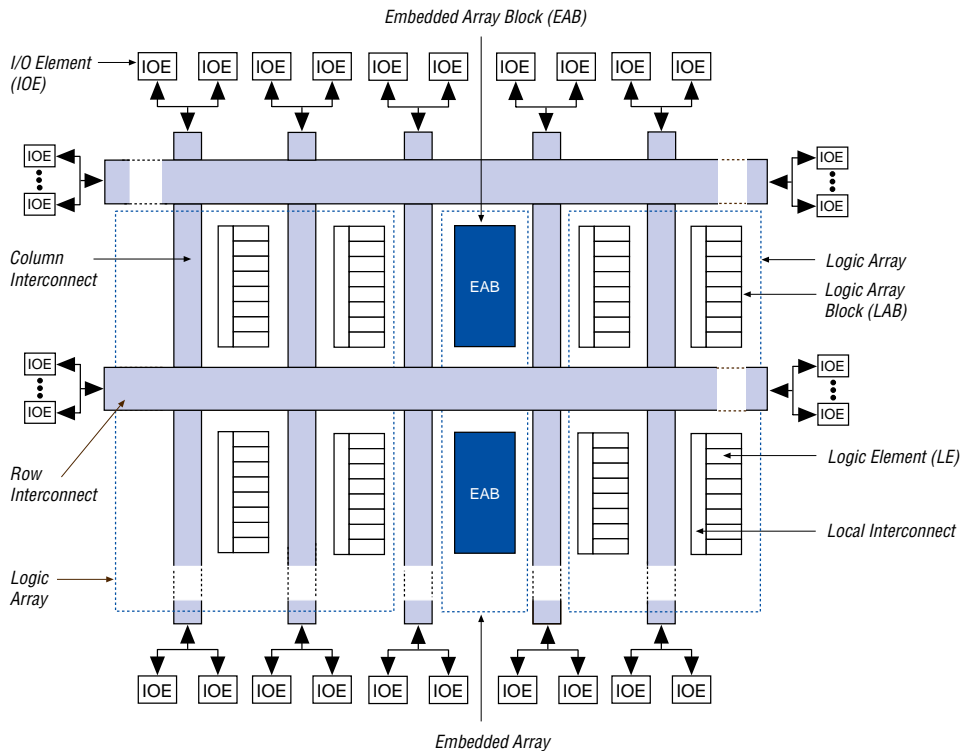 Embedded Array Block (EAB)
I/O Element
(IOE)
IOE IOE IOE IOE IOE IOE IOE IOE IOE IOE
IOE
IOE
IOE
IOE
Column
Interconnect
EAB
Logic Array
Logic Array
Block (LAB)
IOE
IOE
IOE
IOE
Row
Interconnect
EAB
Logic Element (LE)
Local Interconnect
Logic
Array
IOE IOE IOE IOE IOE IOE IOE IOE IOE IOE
Embedded Array